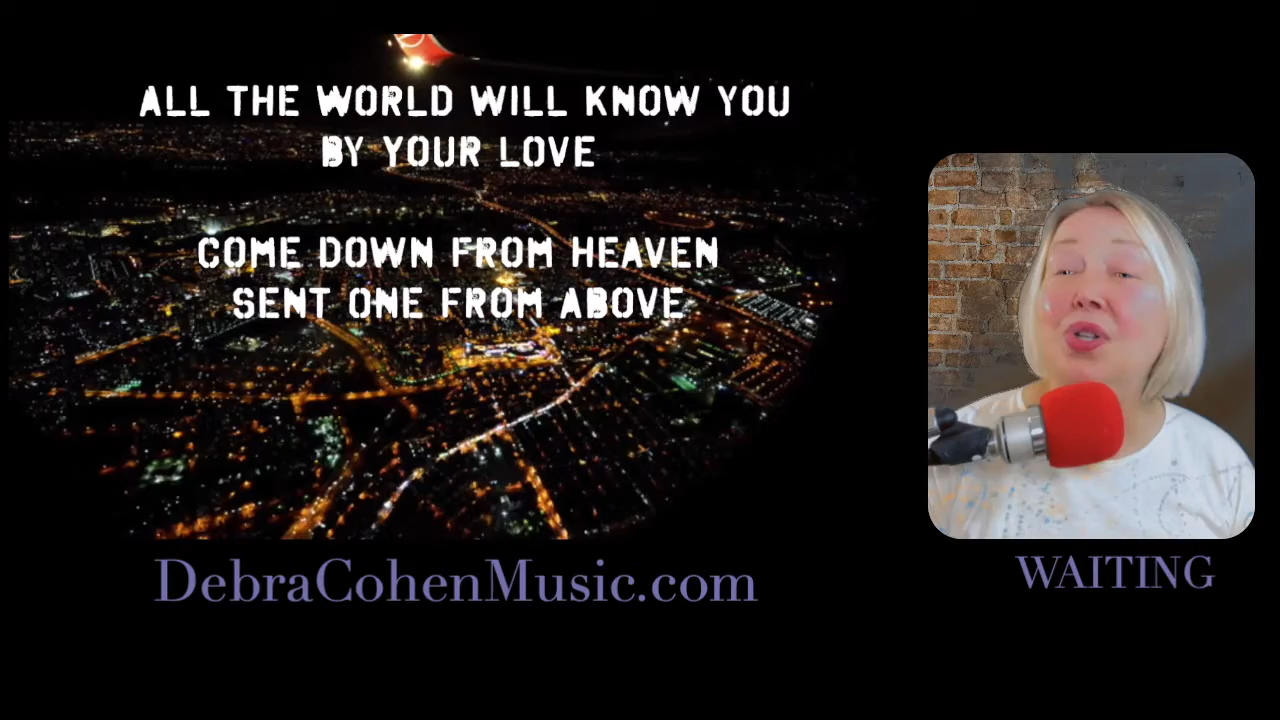 ALL THE WORLD WILL KNOW YOU
BY YOUR LOVE
COME DOWN FROM HEAVEN
SENT ONE FROM ABOVE
DebraCohenMusic.com
WAITING